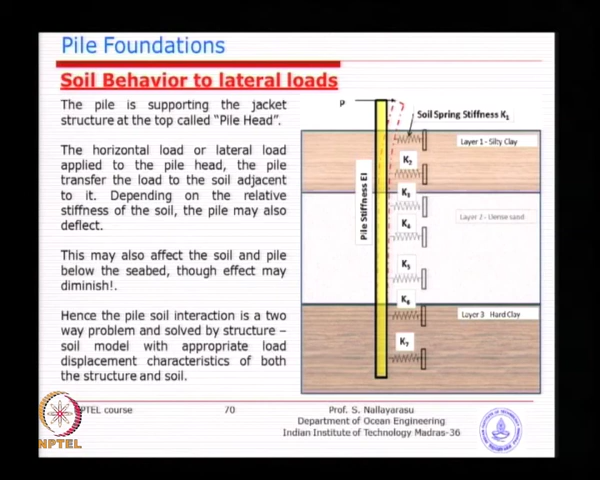 Pile Foundations
Soil Behavior to lateral loads
The pile is supporting the jacket
structure at the top called "Pile Head".
The horizontal load or lateral load
applied to the pile head, the pile
transfer the load to the soil adjacent
to it. Depending on the relative
stiffness of the soil, the pile may also
deflect.
This may also affect the soil and pile
below the seabed, though effect may
diminish!.
Hence the pile soil interaction is a two
way problem and solved by structure –
soil model with appropriate load
displacement characteristics of both
the structure and soil.
P
Soil Spring Stiffness K1
Layer 1 - Silty Clay
K2
Pile Stiffness EI
K3
Layer 2 - Dense sand
K4
K5
K6
Layer 3 Hard Clay
K7
PTEL course
70
Prof. S. Nallayarasu
Department of Ocean Engineering
Indian Institute of Technology Madras-36
NPTEL